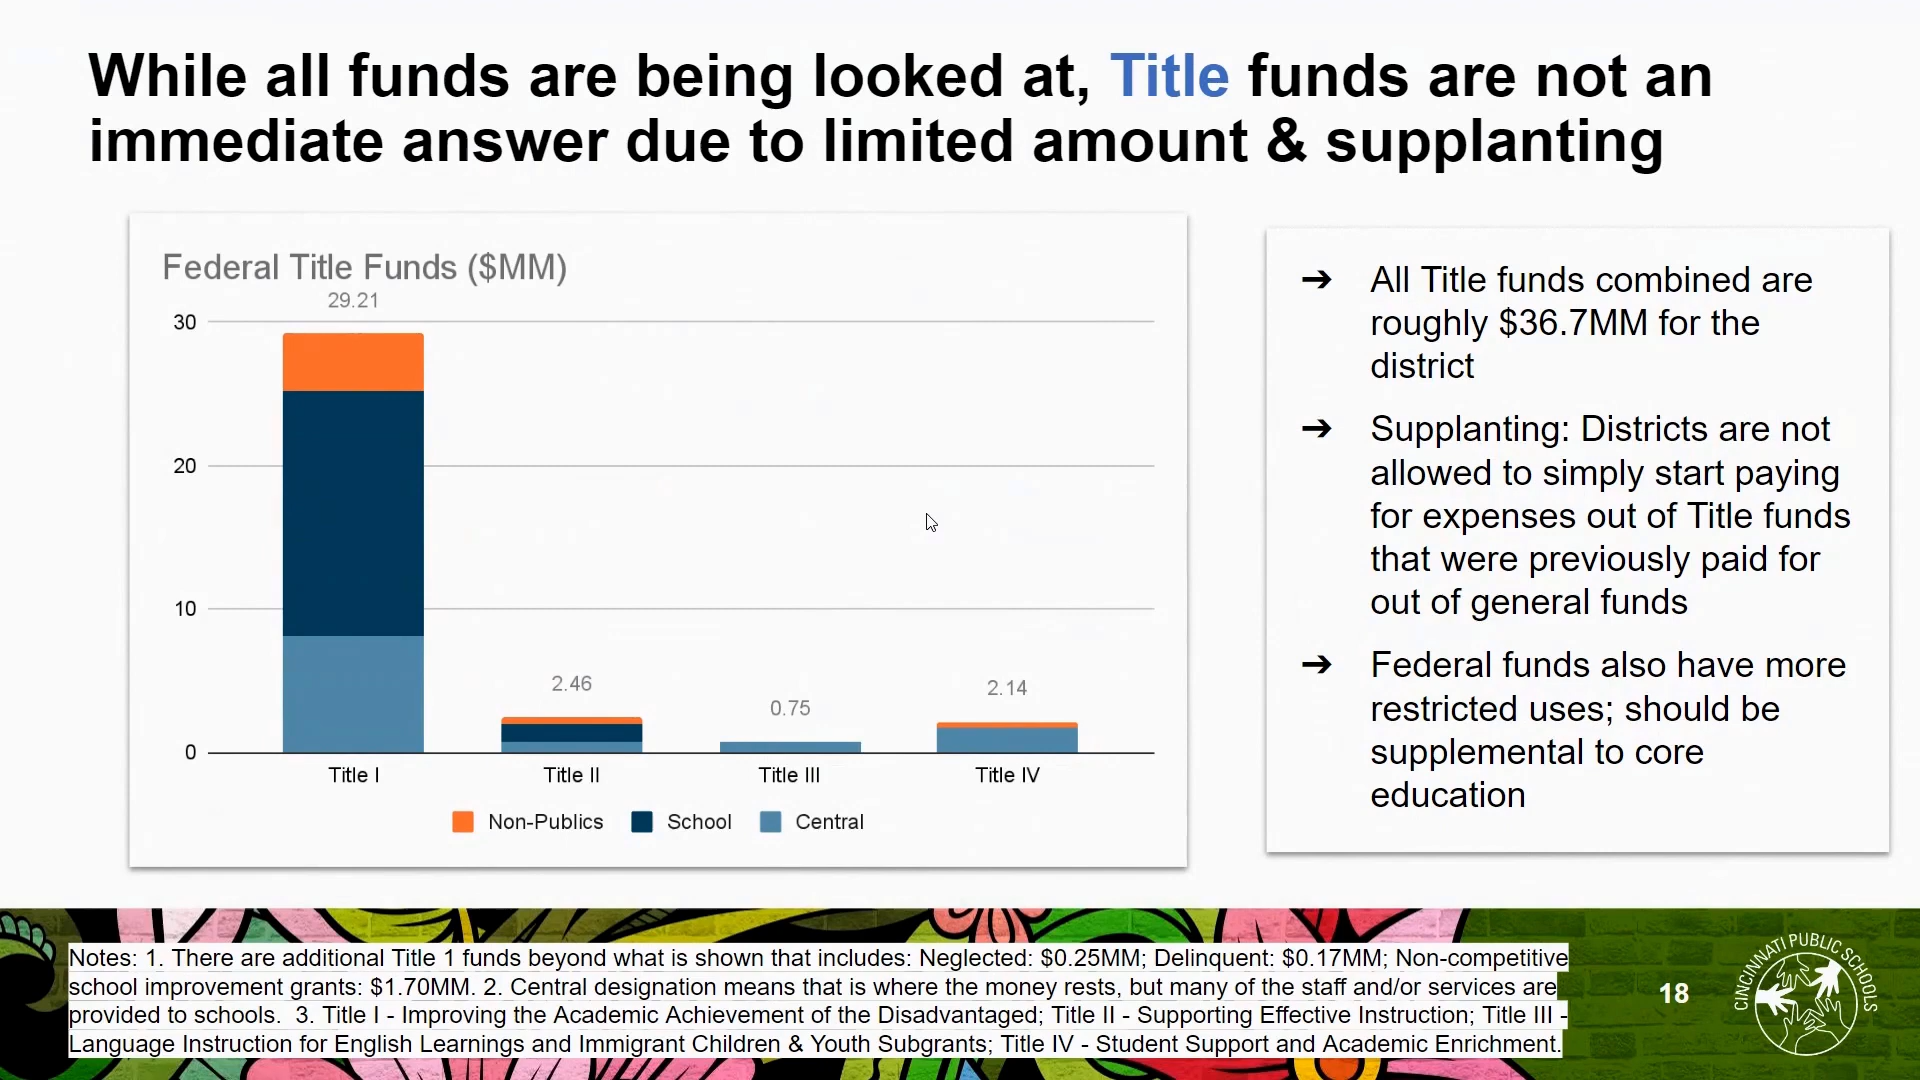 While all funds are being looked at, Title funds are not an
immediate answer due to limited amount & supplanting
Federal Title Funds ($MM)
29.21
30
20
10
0
2.46
0.75
2.14
Title I
Title II
Title III
Title IV
Non-Publics
School
Central
➔ All Title funds combined are
roughly $36.7MM for the
district
➔ Supplanting: Districts are not
allowed to simply start paying
for expenses out of Title funds
that were previously paid for
out of general funds
➔ Federal funds also have more
restricted uses; should be
supplemental to core
education
Notes: 1. There are additional Title 1 funds beyond what is shown that includes: Neglected: $0.25MM; Delinquent: $0.17MM; Non-competitive
school improvement grants: $1.70MM. 2. Central designation means that is where the money rests, but many of the staff and/or services are
provided to schools.  3. Title I - Improving the Academic Achievement of the Disadvantaged; Title II - Supporting Effective Instruction; Title III -
Language Instruction for English Learnings and Immigrant Children & Youth Subgrants; Title IV - Student Support and Academic Enrichment.
18
CINCINNATI PUBLIC SCHOOLS